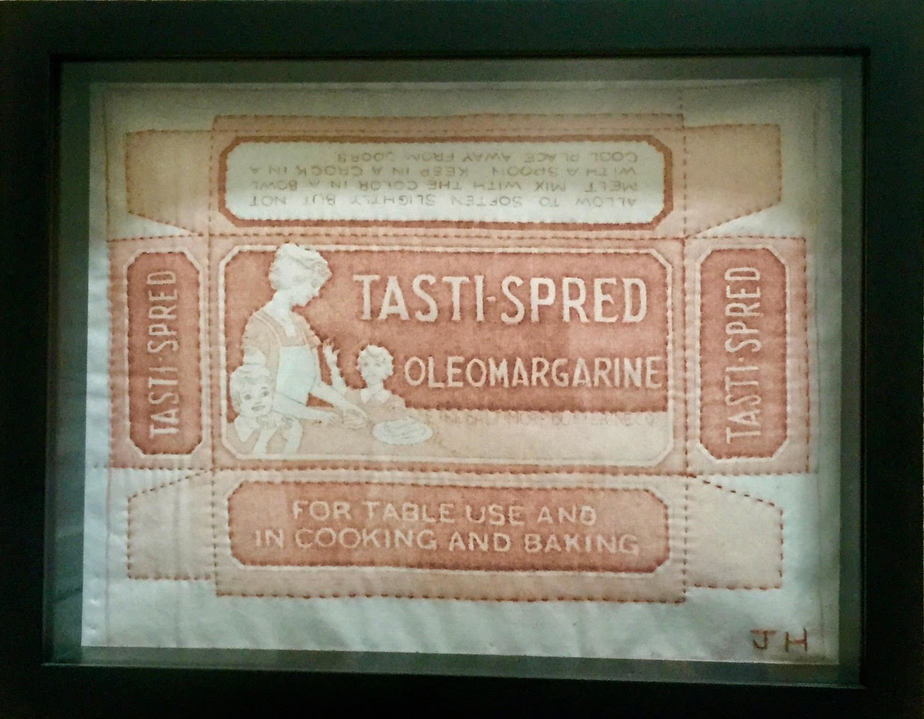 ALLOW TO SOFTEN SLIGHTLY BUT NOT
MELT MIX WITH THE COLOR IN A BOWL
WITH A SPOON KEEP IN A CROCK IN A
COOL PLACE AWAY FROM DOORS
TASTI-SPRED
TASTI-SPRED
OLEOMARGARINE
TASTI-SPRED
FOR TABLE USE AND
IN COOKING AND BAKING
JH